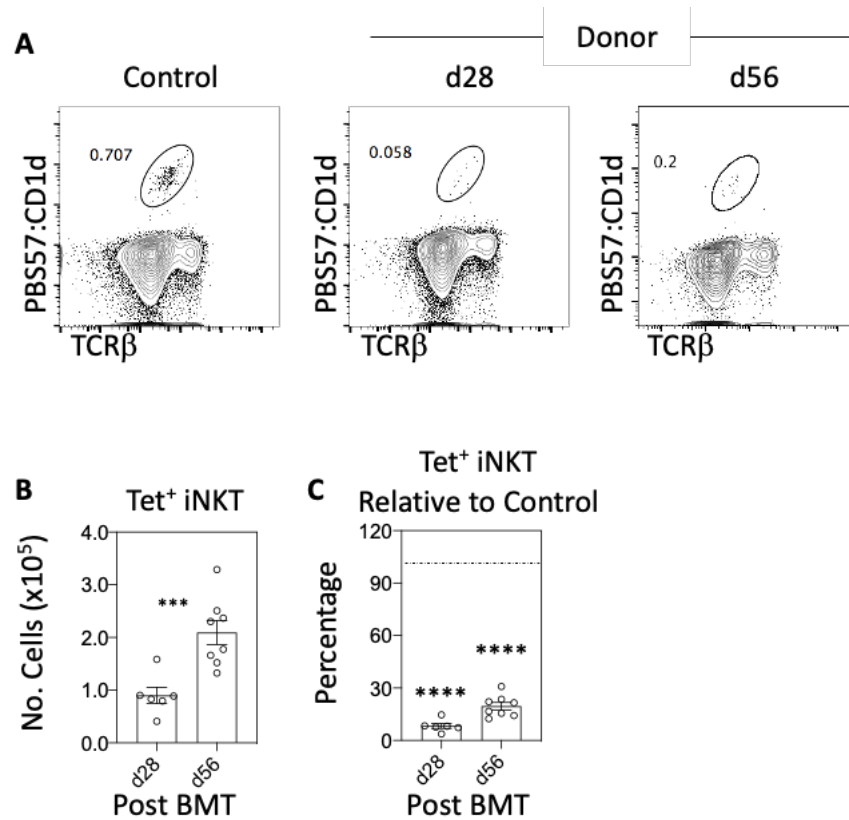 A
Donor
Control
d28
d56
0.707
0.058
0.2
PBS57:CD1d
PBS57:CD1d
PBS57:CD1d
TCRβ
TCRβ
TCRβ
B
Tet⁺ iNKT
No. Cells (x10⁵)
4.0
3.0
2.0
1.0
0.0
***
d28
d56
Post BMT
C
Tet⁺ iNKT
Relative to Control
Percentage
120
90
60
30
0
****
****
d28
d56
Post BMT